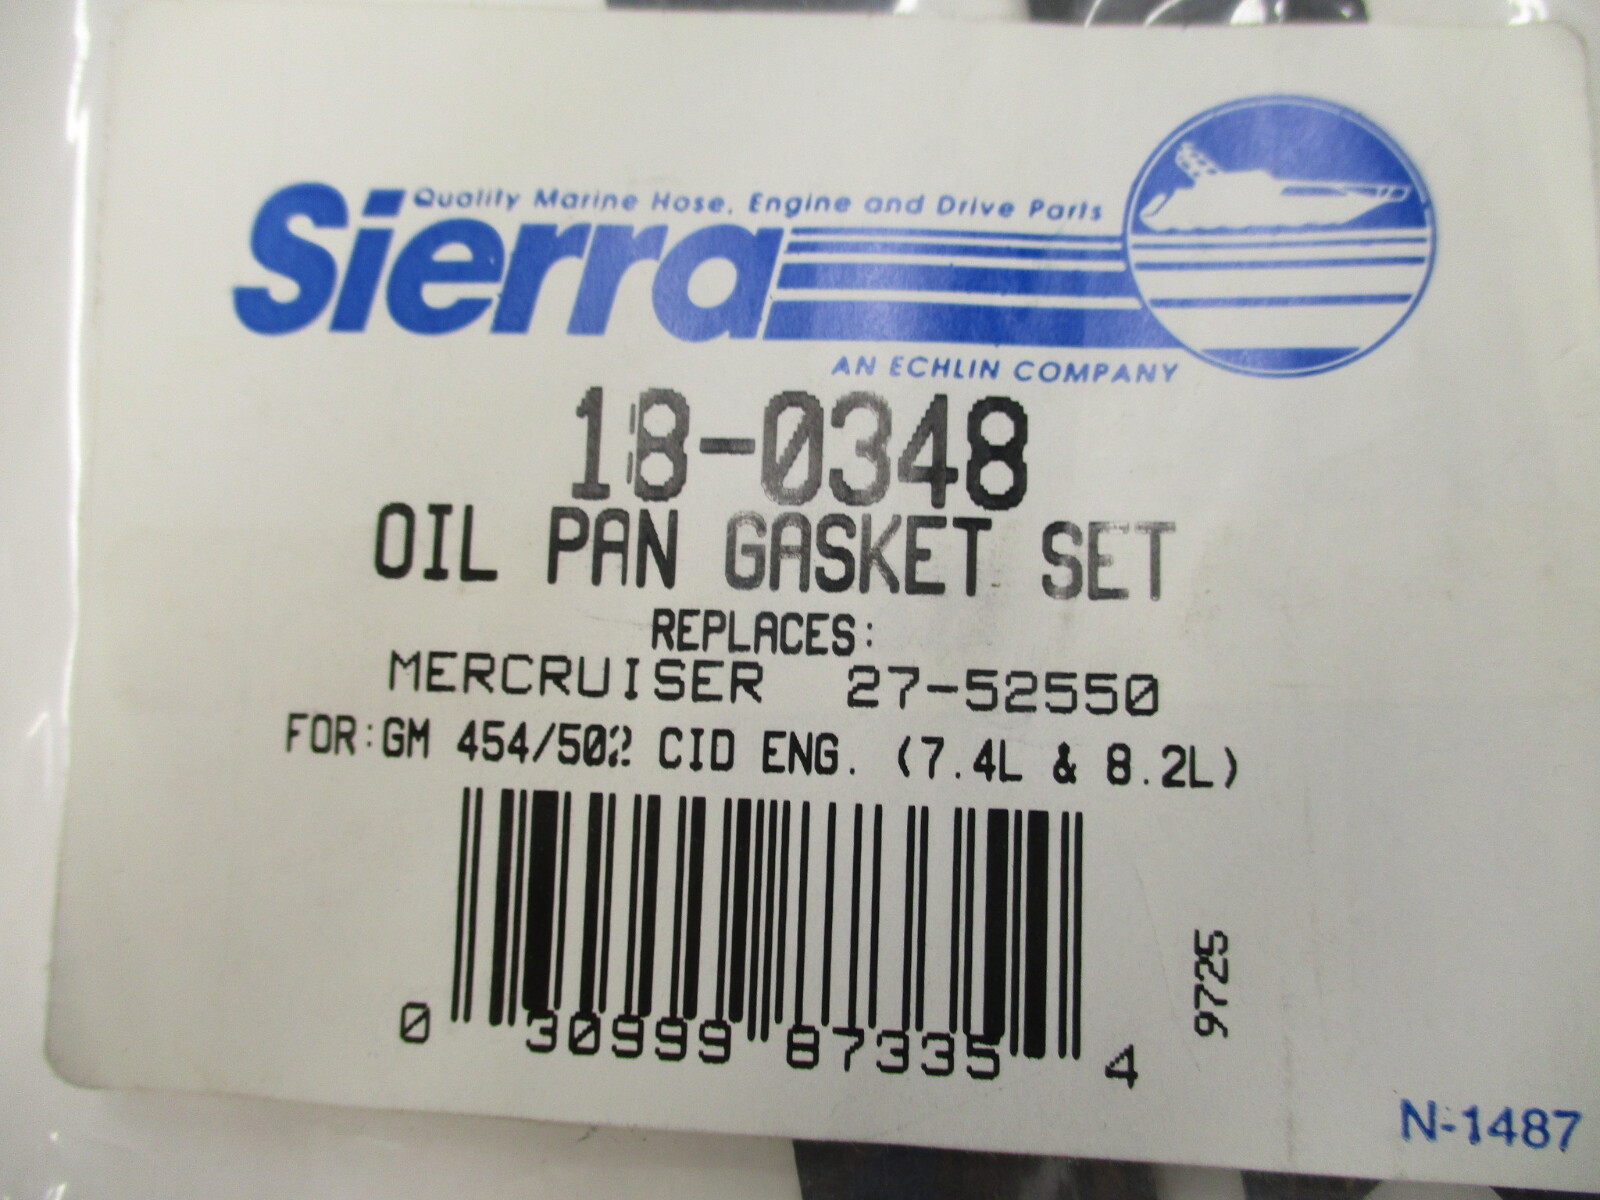 Quality Marine Hose, Engine and Drive Parts
Sierra
AN ECHLIN COMPANY
18-0348
OIL PAN GASKET SET
REPLACES:
MERCRUISER 27-52550
FOR:GM 454/502 CID ENG. (7.4L & 8.2L)
0 30999 87335 4
9725
N-1487